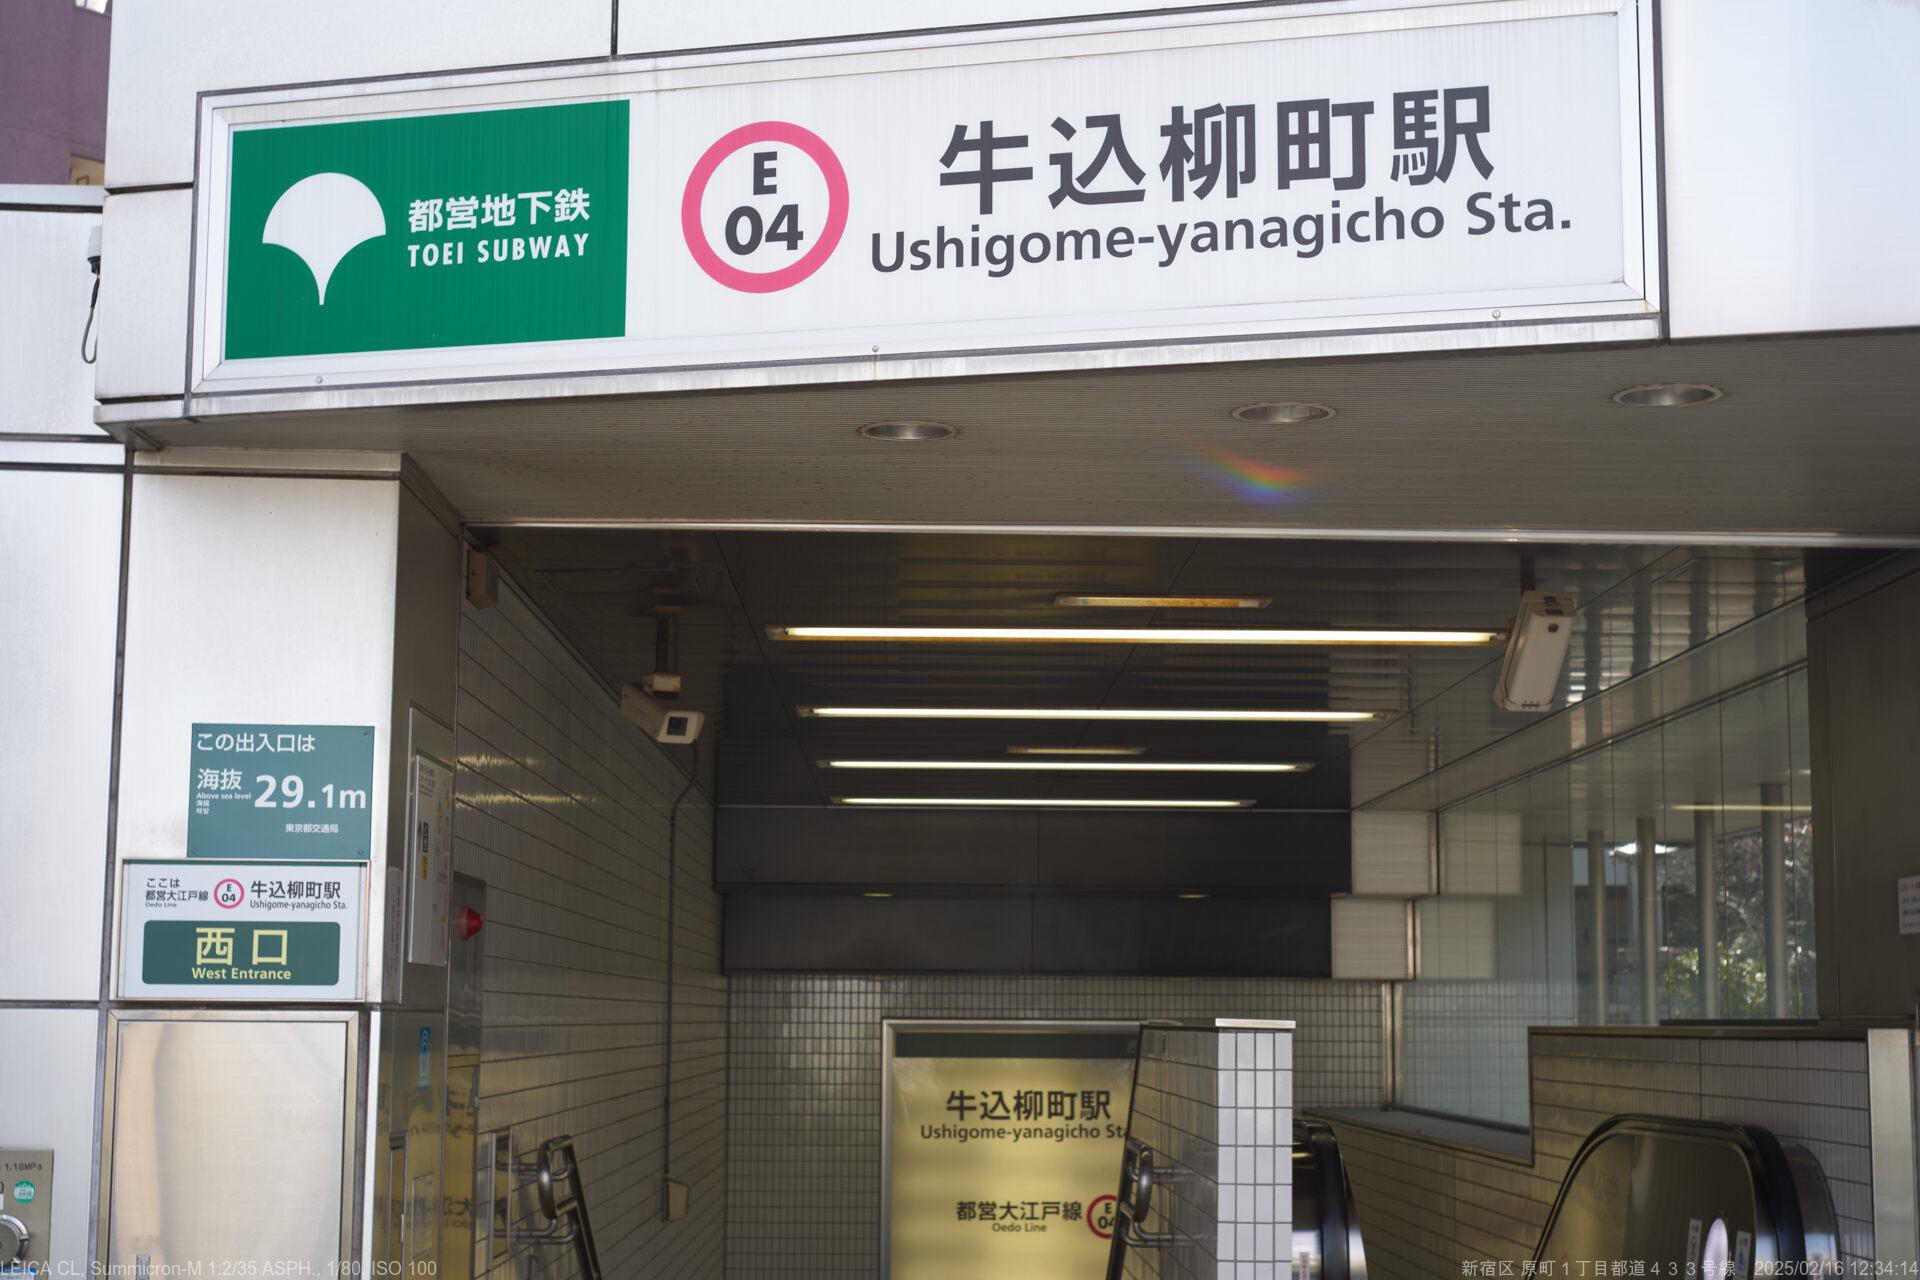 都営地下鉄
TOEI SUBWAY
E
04
牛込柳町駅
Ushigome-yanagicho Sta.
この出入口は
海抜 29.1m
Above sea level
海拔
해발
東京都交通局
ここは
都営大江戸線
Oedo Line
E
04
牛込柳町駅
Ushigome-yanagicho Sta.
西口
West Entrance
牛込柳町駅
Ushigome-yanagicho Sta
都営大江戸線
Oedo Line
E
04
1.18MPa
LEICA CL, Summicron-M 1:2/35 ASPH., 1/80, ISO 100
新宿区 原町1丁目都道433号線 2025/02/16 12:34:14